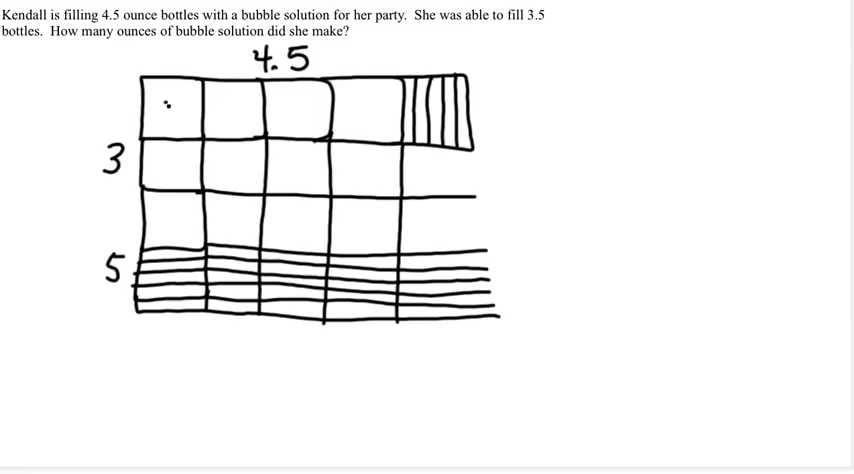 Kendall is filling 4.5 ounce bottles with a bubble solution for her party.  She was able to fill 3.5
bottles.  How many ounces of bubble solution did she make?
4.5
3
5